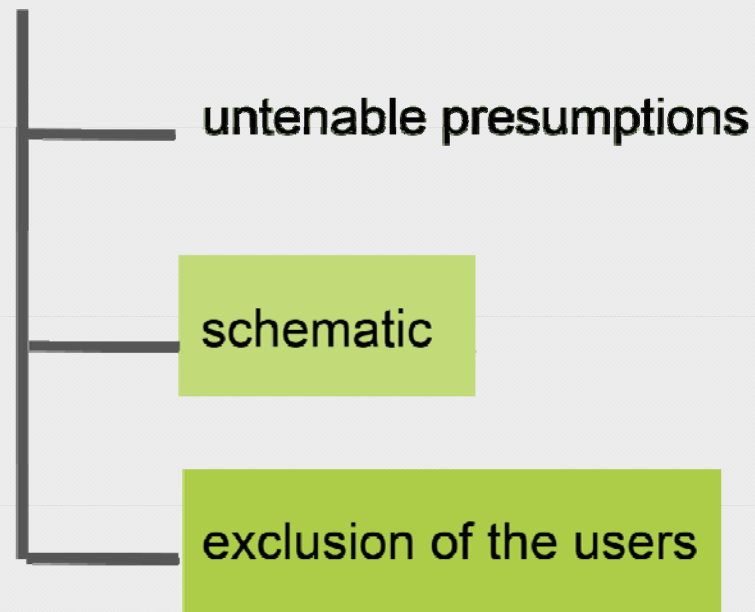 untenable presumptions
schematic
exclusion of the users